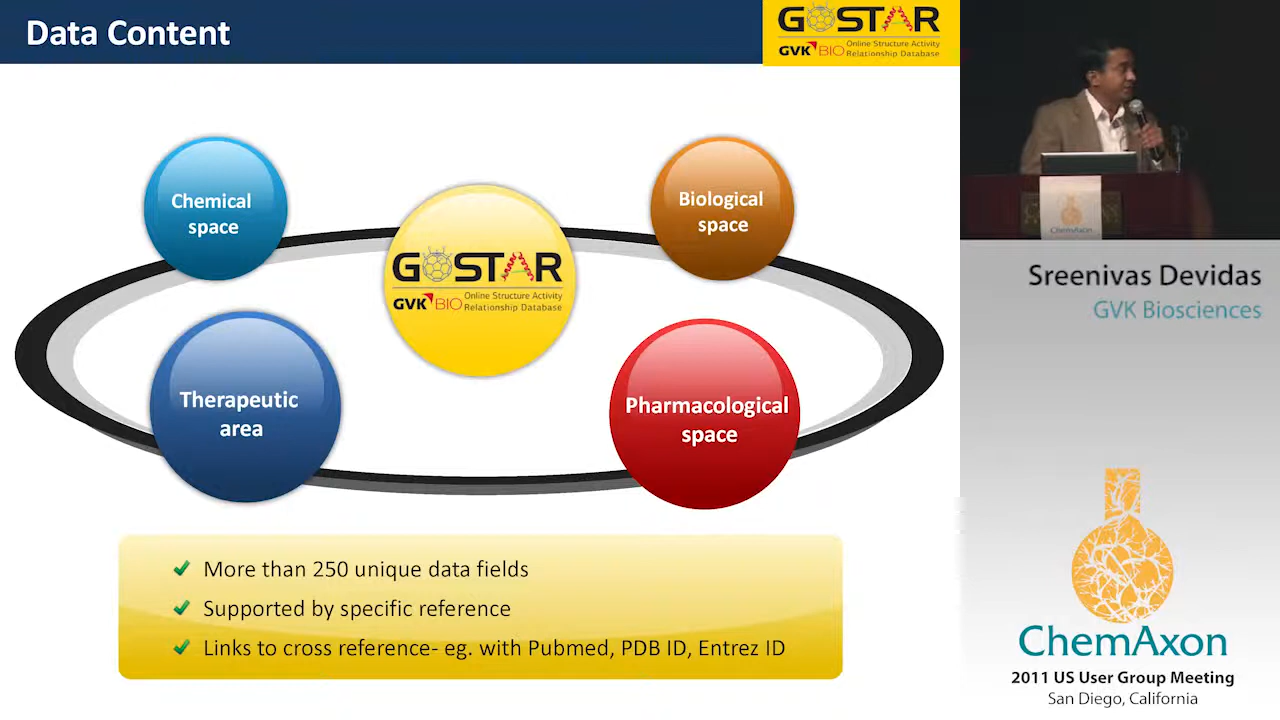 Data Content
GOSTAR
GVK BIO Online Structure Activity
Relationship Database
Chemical
space
Biological
space
GOSTAR
GVK BIO Online Structure Activity
Relationship Database
Therapeutic
area
Pharmacological
space
More than 250 unique data fields
Supported by specific reference
Links to cross reference- eg. with Pubmed, PDB ID, Entrez ID
ChemAxon
Sreenivas Devidas
GVK Biosciences
ChemAxon
2011 US User Group Meeting
San Diego, California